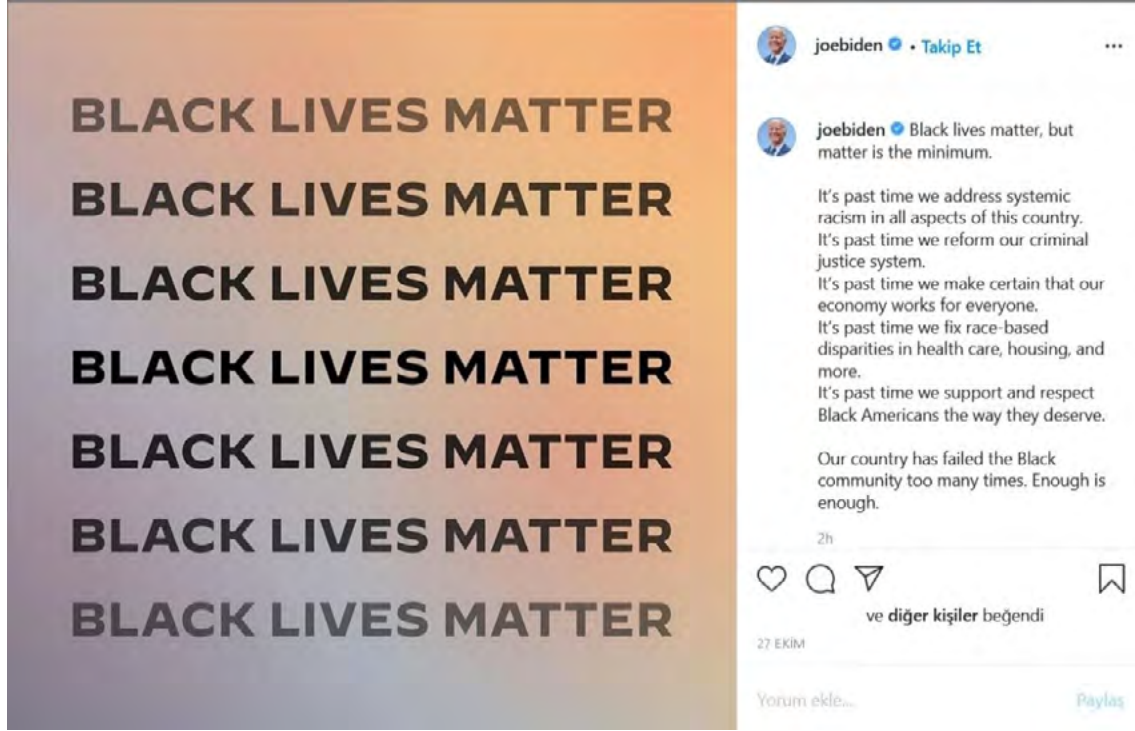 BLACK LIVES MATTER
BLACK LIVES MATTER
BLACK LIVES MATTER
BLACK LIVES MATTER
BLACK LIVES MATTER
BLACK LIVES MATTER
BLACK LIVES MATTER
joebiden • Takip Et
joebiden Black lives matter, but
matter is the minimum.
It's past time we address systemic
racism in all aspects of this country.
It's past time we reform our criminal
justice system.
It's past time we make certain that our
economy works for everyone.
It's past time we fix race-based
disparities in health care, housing, and
more.
It's past time we support and respect
Black Americans the way they deserve.
Our country has failed the Black
community too many times. Enough is
enough.
2h
ve diğer kişiler beğendi
27 EKİM
Yorum ekle...
Paylaş